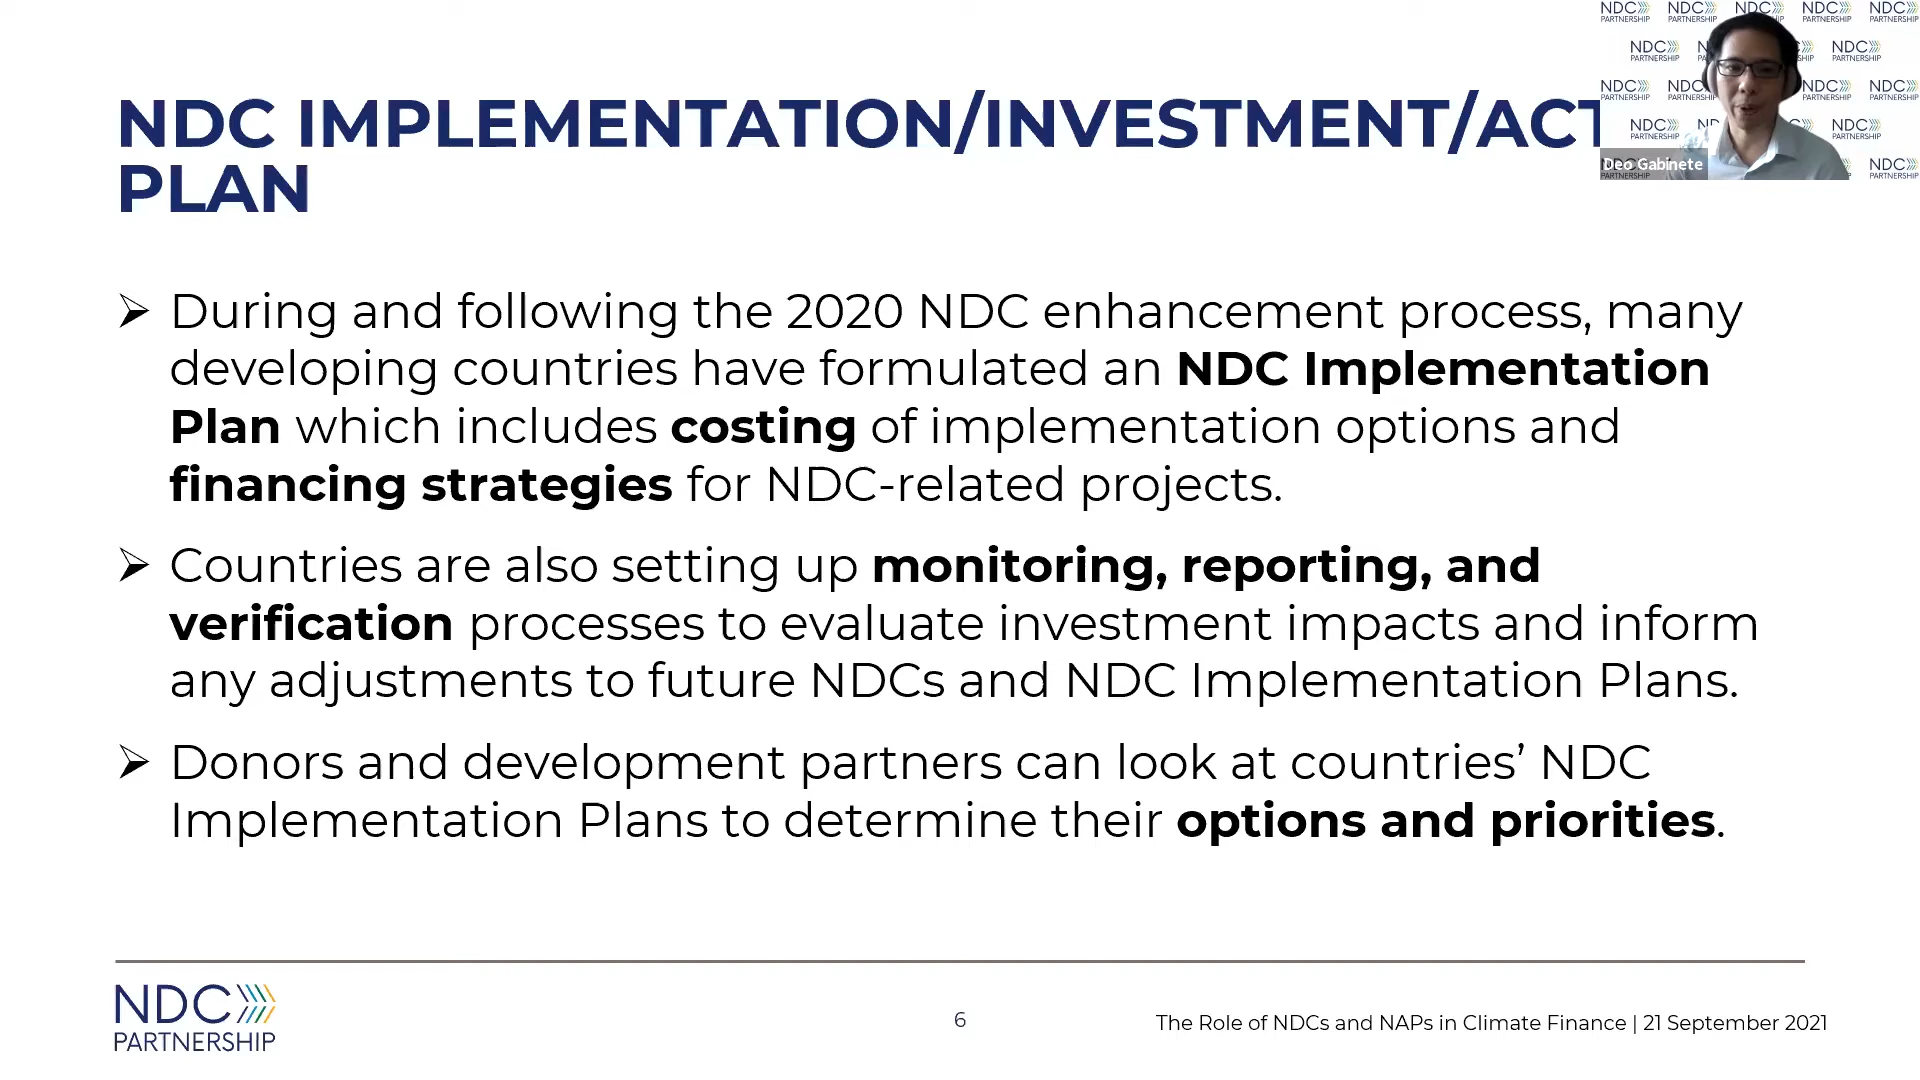 NDC IMPLEMENTATION/INVESTMENT/ACT
PLAN
Deo Gabinete
➢ During and following the 2020 NDC enhancement process, many
developing countries have formulated an NDC Implementation
Plan which includes costing of implementation options and
financing strategies for NDC-related projects.
➢ Countries are also setting up monitoring, reporting, and
verification processes to evaluate investment impacts and inform
any adjustments to future NDCs and NDC Implementation Plans.
➢ Donors and development partners can look at countries’ NDC
Implementation Plans to determine their options and priorities.
NDC
PARTNERSHIP
6
The Role of NDCs and NAPs in Climate Finance | 21 September 2021